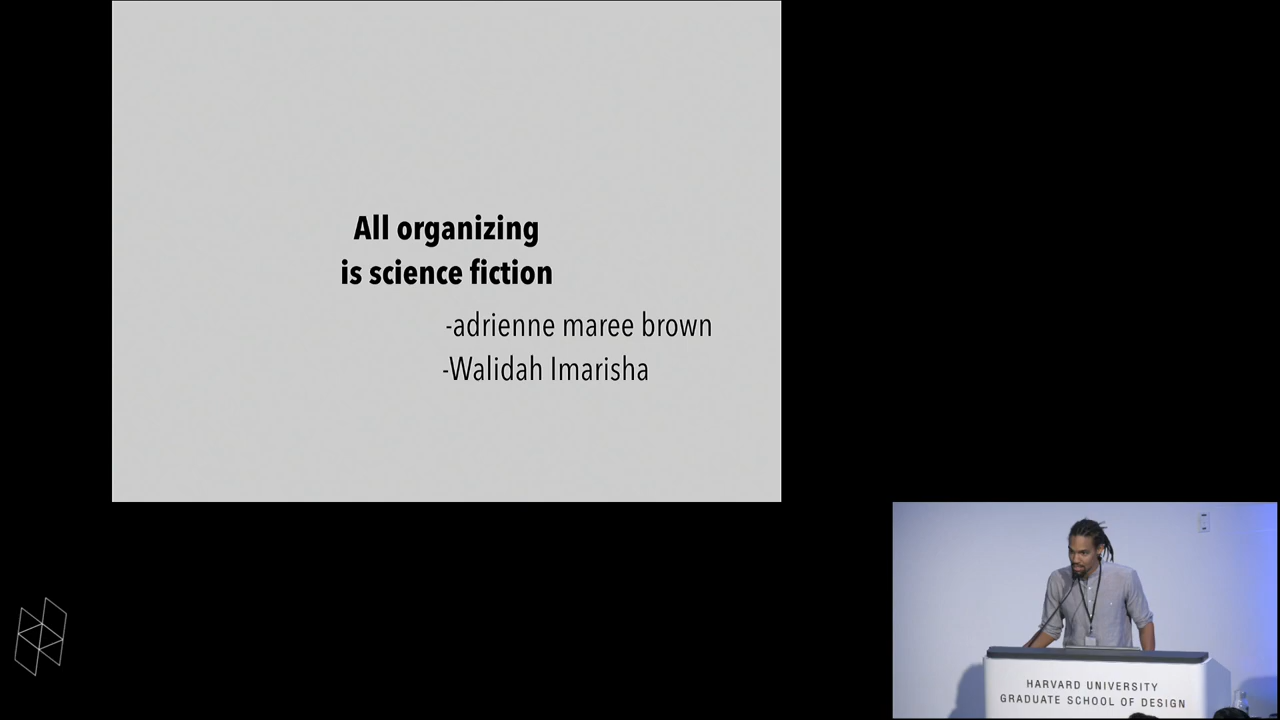 All organizing
is science fiction
-adrienne maree brown
-Walidah Imarisha
HARVARD UNIVERSITY
GRADUATE SCHOOL OF DESIGN